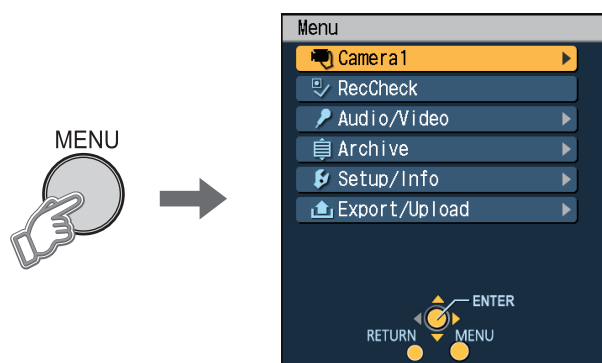 MENU
Menu
Camera1
RecCheck
Audio/Video
Archive
Setup/Info
Export/Upload
ENTER
RETURN MENU